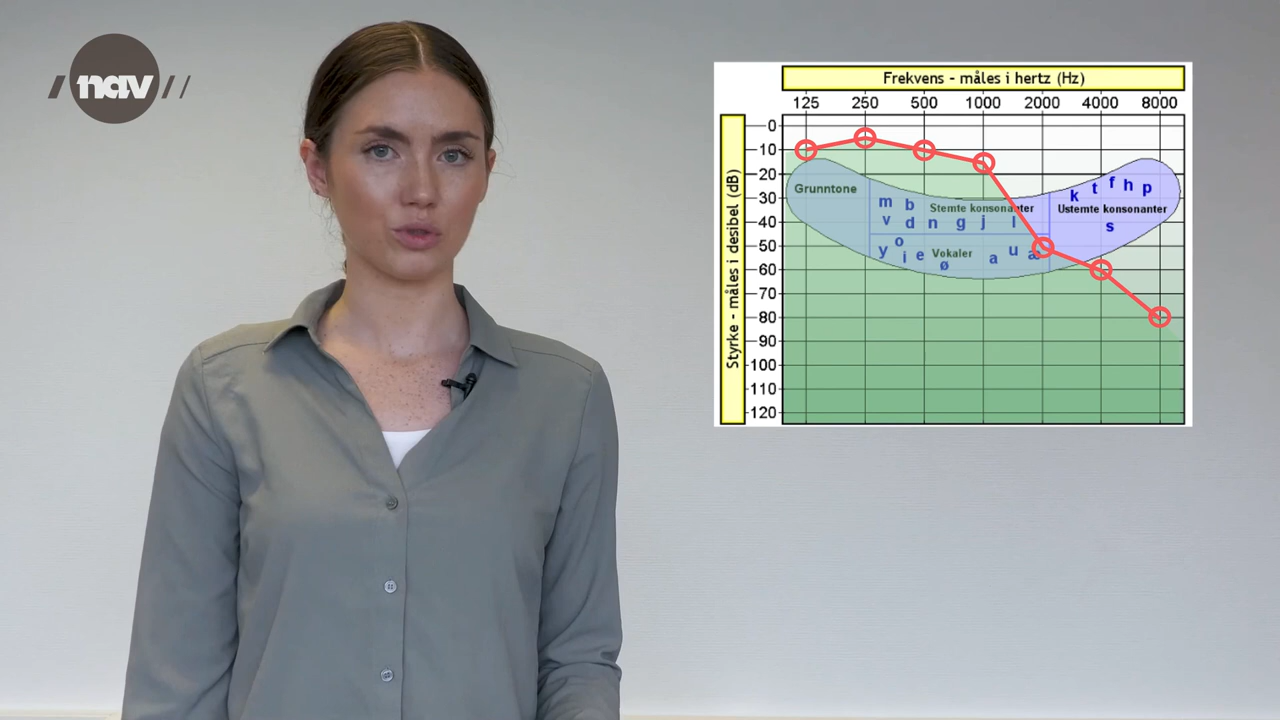 nav
Frekvens - måles i hertz (Hz)
125 250 500 1000 2000 4000 8000
Styrke - måles i desibel (dB)
0
10
20
30
40
50
60
70
80
90
100
110
120
Grunntone
m b
Stemte konsonanter
v d n g j l
y o i e
Vokaler
ø a u
k t f h p
Ustemte konsonanter
s